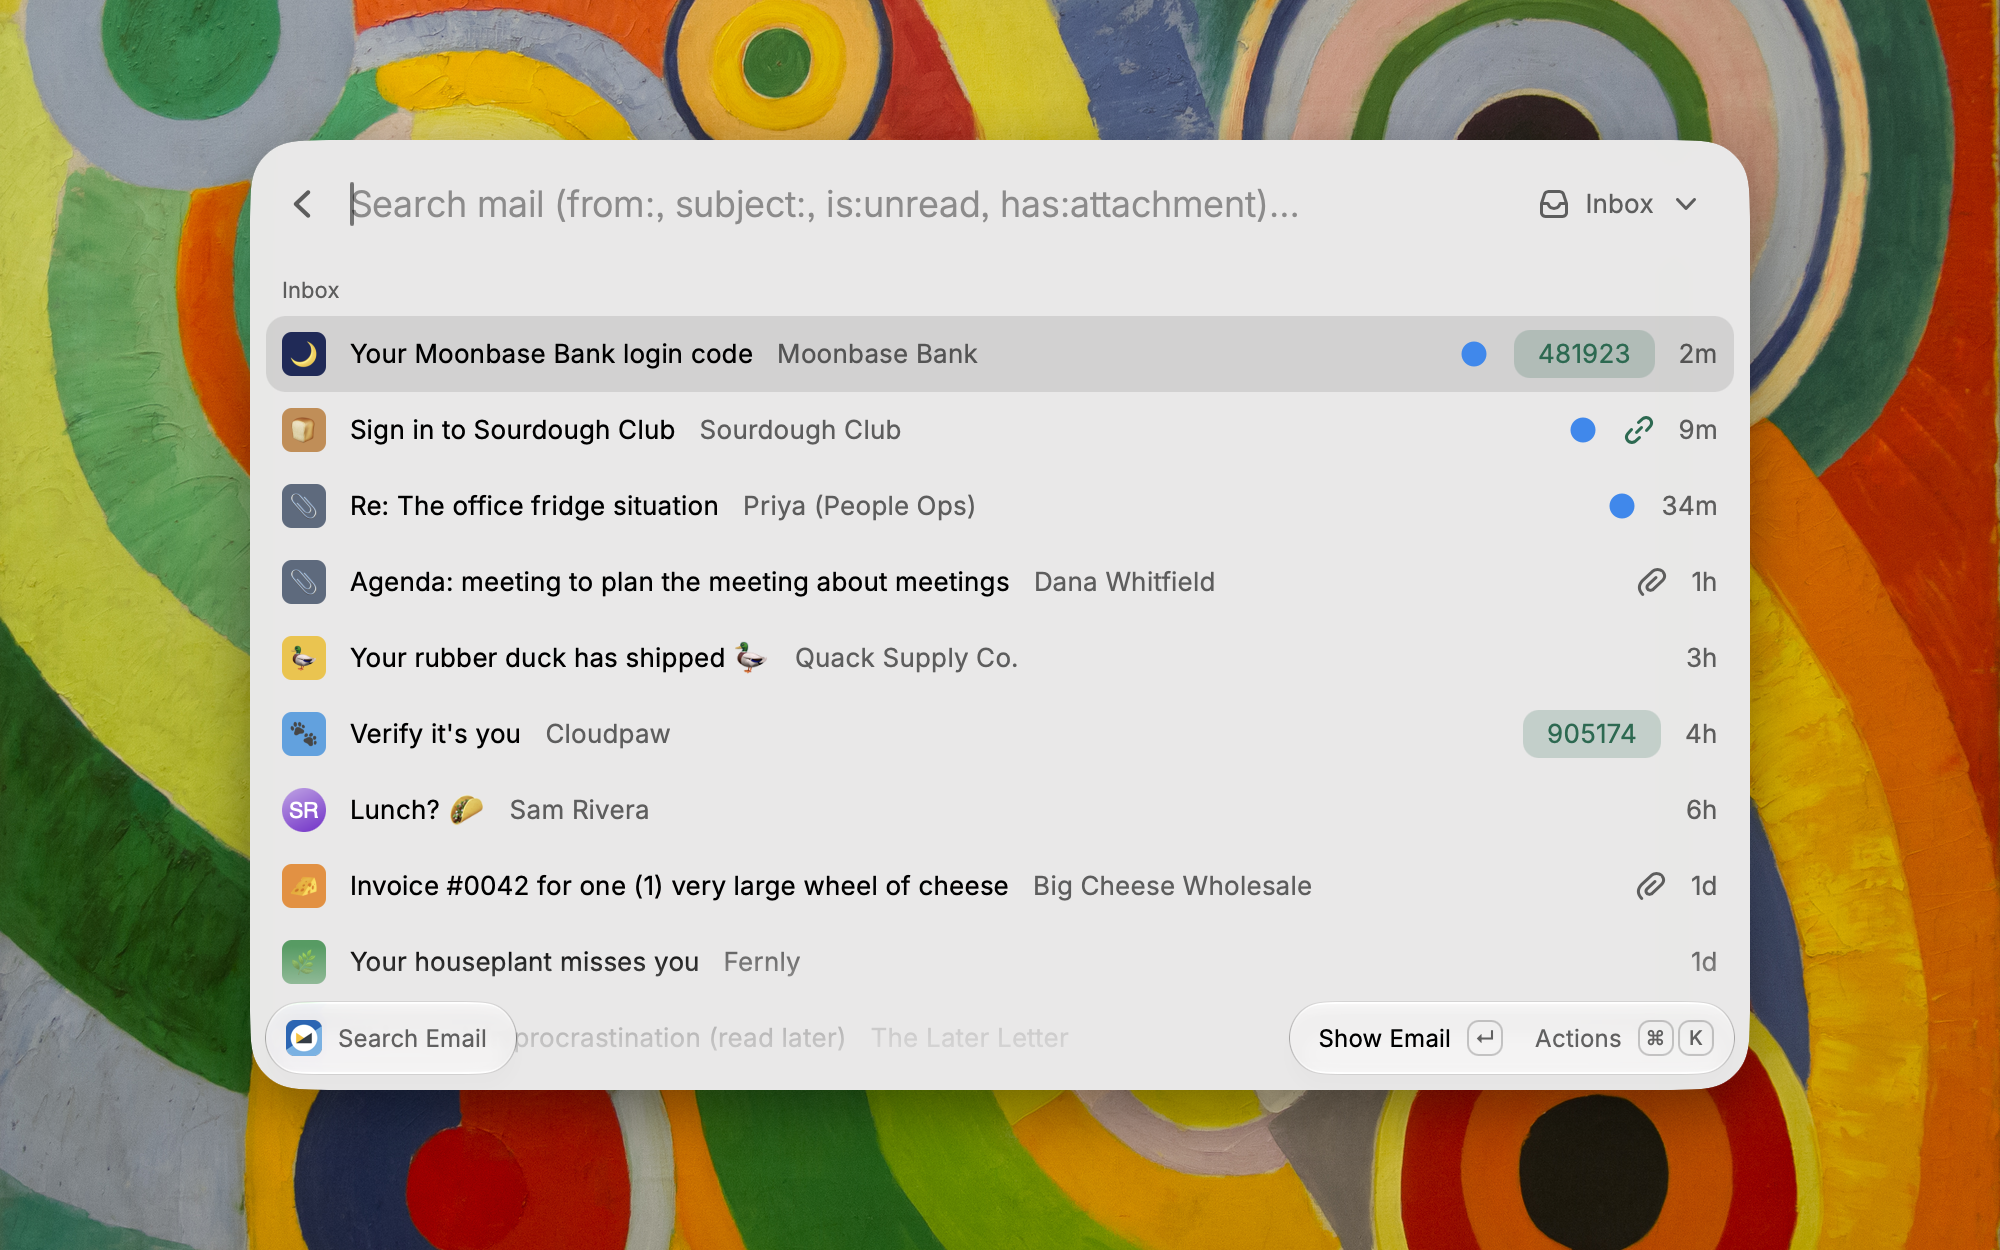 Search mail (from:, subject:, is:unread, has:attachment)... Inbox
Inbox
Your Moonbase Bank login code Moonbase Bank 481923 2m
Sign in to Sourdough Club Sourdough Club 9m
Re: The office fridge situation Priya (People Ops) 34m
Agenda: meeting to plan the meeting about meetings Dana Whitfield 1h
Your rubber duck has shipped 🦆 Quack Supply Co. 3h
Verify it's you Cloudpaw 905174 4h
SR Lunch? 🌮 Sam Rivera 6h
Invoice #0042 for one (1) very large wheel of cheese Big Cheese Wholesale 1d
Your houseplant misses you Fernly 1d
Search Email procrastination (read later) The Later Letter Show Email ↵ Actions ⌘ K